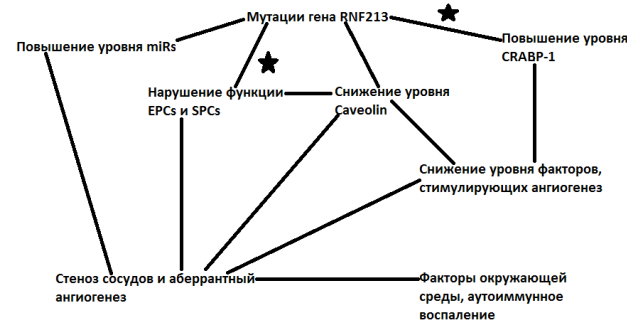 Мутации гена RNF213
Повышение уровня miRs
Повышение уровня
CRABP-1
Нарушение функции
EPCs и SPCs
Снижение уровня
Caveolin
Снижение уровня факторов,
стимулирующих ангиогенез
Стеноз сосудов и аберрантный
ангиогенез
Факторы окружающей
среды, аутоиммунное
воспаление